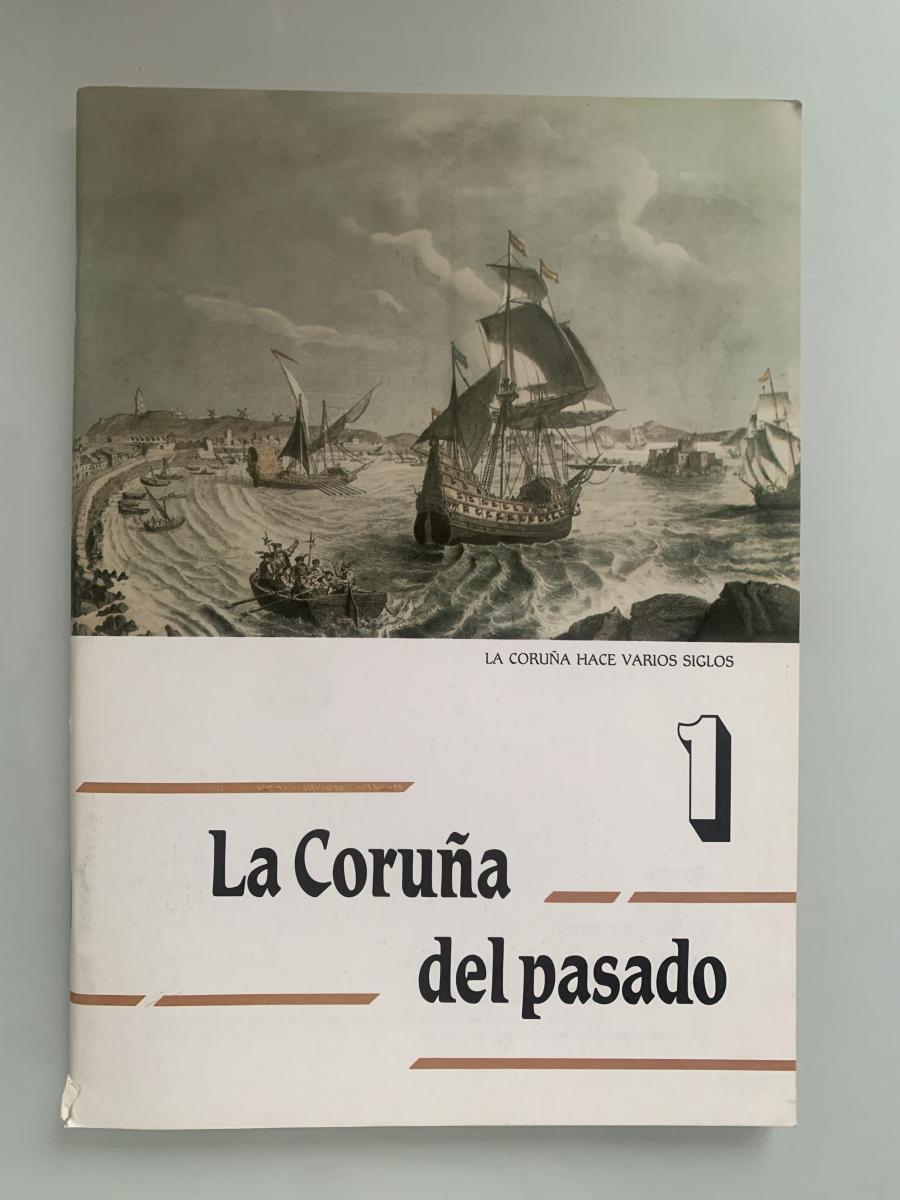 LA CORUÑA HACE VARIOS SIGLOS
1
La Coruña
del pasado